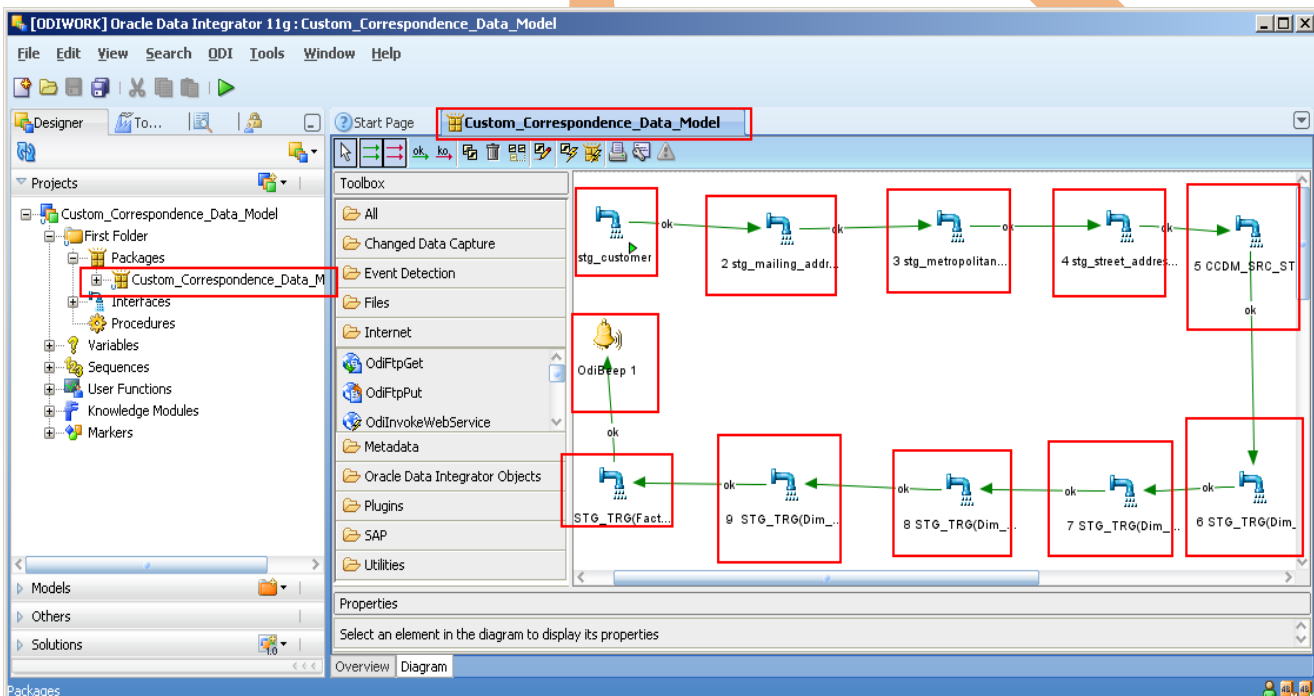 [ODIWORK] Oracle Data Integrator 11g : Custom_Correspondence_Data_Model
File Edit View Search ODI Tools Window Help
Designer To...
Start Page Custom_Correspondence_Data_Model
ok ko
Projects
Custom_Correspondence_Data_Model
First Folder
Packages
Custom_Correspondence_Data_M
Interfaces
Procedures
Variables
Sequences
User Functions
Knowledge Modules
Markers
Models
Others
Solutions
1.0
Toolbox
All
Changed Data Capture
Event Detection
Files
Internet
OdiFtpGet
OdiFtpPut
OdiInvokeWebService
Metadata
Oracle Data Integrator Objects
Plugins
SAP
Utilities
ok ok ok ok
stg_customer 2 stg_mailing_addr... 3 stg_metropolitan... 4 stg_street_addres... 5 CCDM_SRC_ST
ok
OdiBeep 1
ok
ok ok ok ok
STG_TRG(Fact... 9 STG_TRG(Dim_... 8 STG_TRG(Dim_... 7 STG_TRG(Dim_... 6 STG_TRG(Dim_
Properties
Select an element in the diagram to display its properties
Overview Diagram
Packages